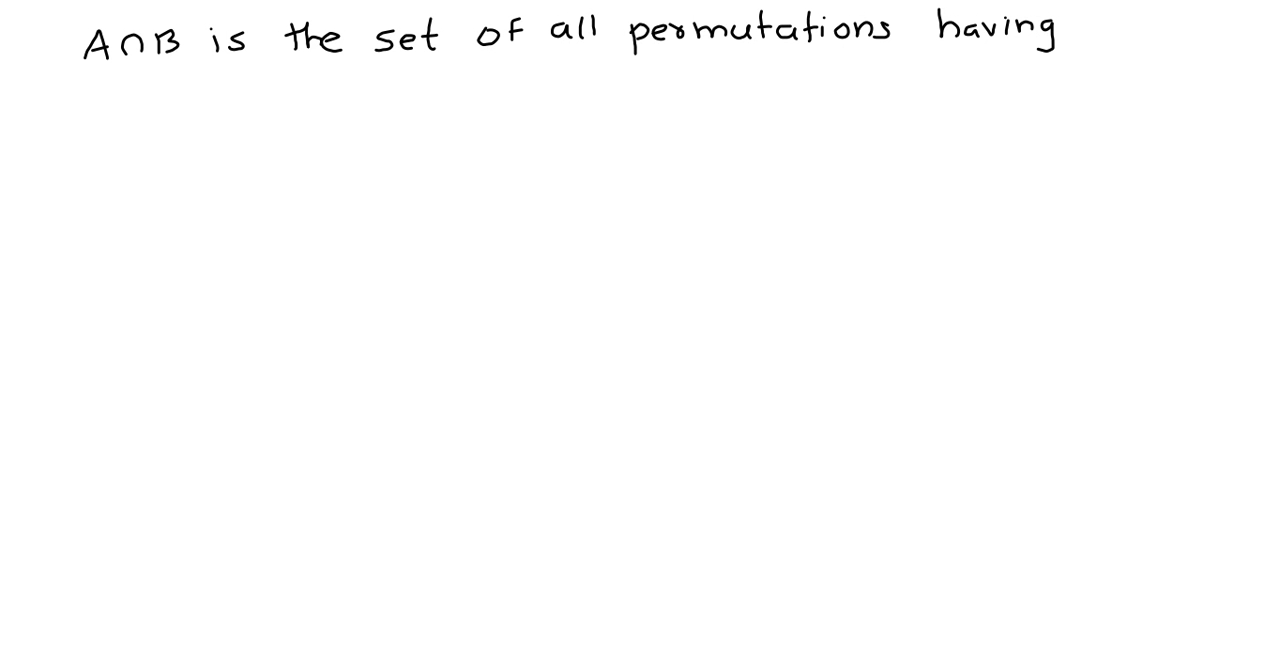 A∩B is the set of all permutations having